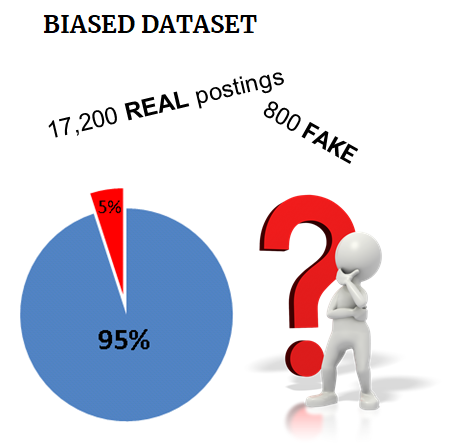 BIASED DATASET
17,200 REAL postings
800 FAKE
5%
95%